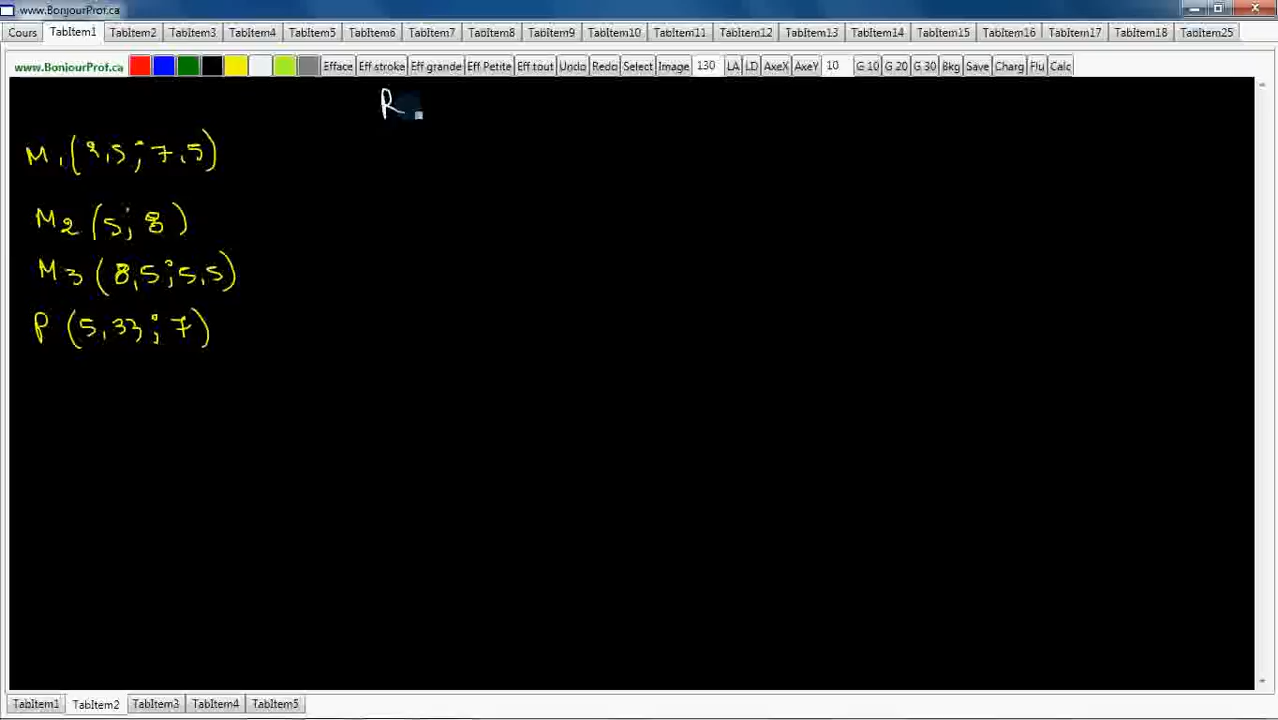 www.BonjourProf.ca
Cours TabItem1 TabItem2 TabItem3 TabItem4 TabItem5 TabItem6 TabItem7 TabItem8 TabItem9 TabItem10 TabItem11 TabItem12 TabItem13 TabItem14 TabItem15 TabItem16 TabItem17 TabItem18 TabItem25
www.BonjourProf.ca Efface Eff stroke Eff grande Eff Petite Eff tout Undo Redo Select Image 130 LA LD AxeX AxeY 10 G 10 G 20 G 30 Bkg Save Charg Flu Calc
R
M1 (2,5 ; 7,5)
M2 (5 ; 8)
M3 (8,5 ; 5,5)
P (5,33 ; 7)
TabItem1 TabItem2 TabItem3 TabItem4 TabItem5